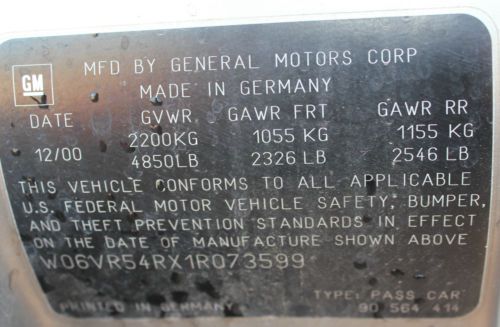 GM
MFD BY GENERAL MOTORS CORP
MADE IN GERMANY
DATE GVWR GAWR FRT GAWR RR
2200KG 1055 KG 1155 KG
12/00 4850LB 2326 LB 2546 LB
THIS VEHICLE CONFORMS TO ALL APPLICABLE
U.S. FEDERAL MOTOR VEHICLE SAFETY, BUMPER,
AND THEFT PREVENTION STANDARDS IN EFFECT
ON THE DATE OF MANUFACTURE SHOWN ABOVE
W06VR54RX1R073599
TYPE: PASS CAR
PRINTED IN GERMANY 90 564 414